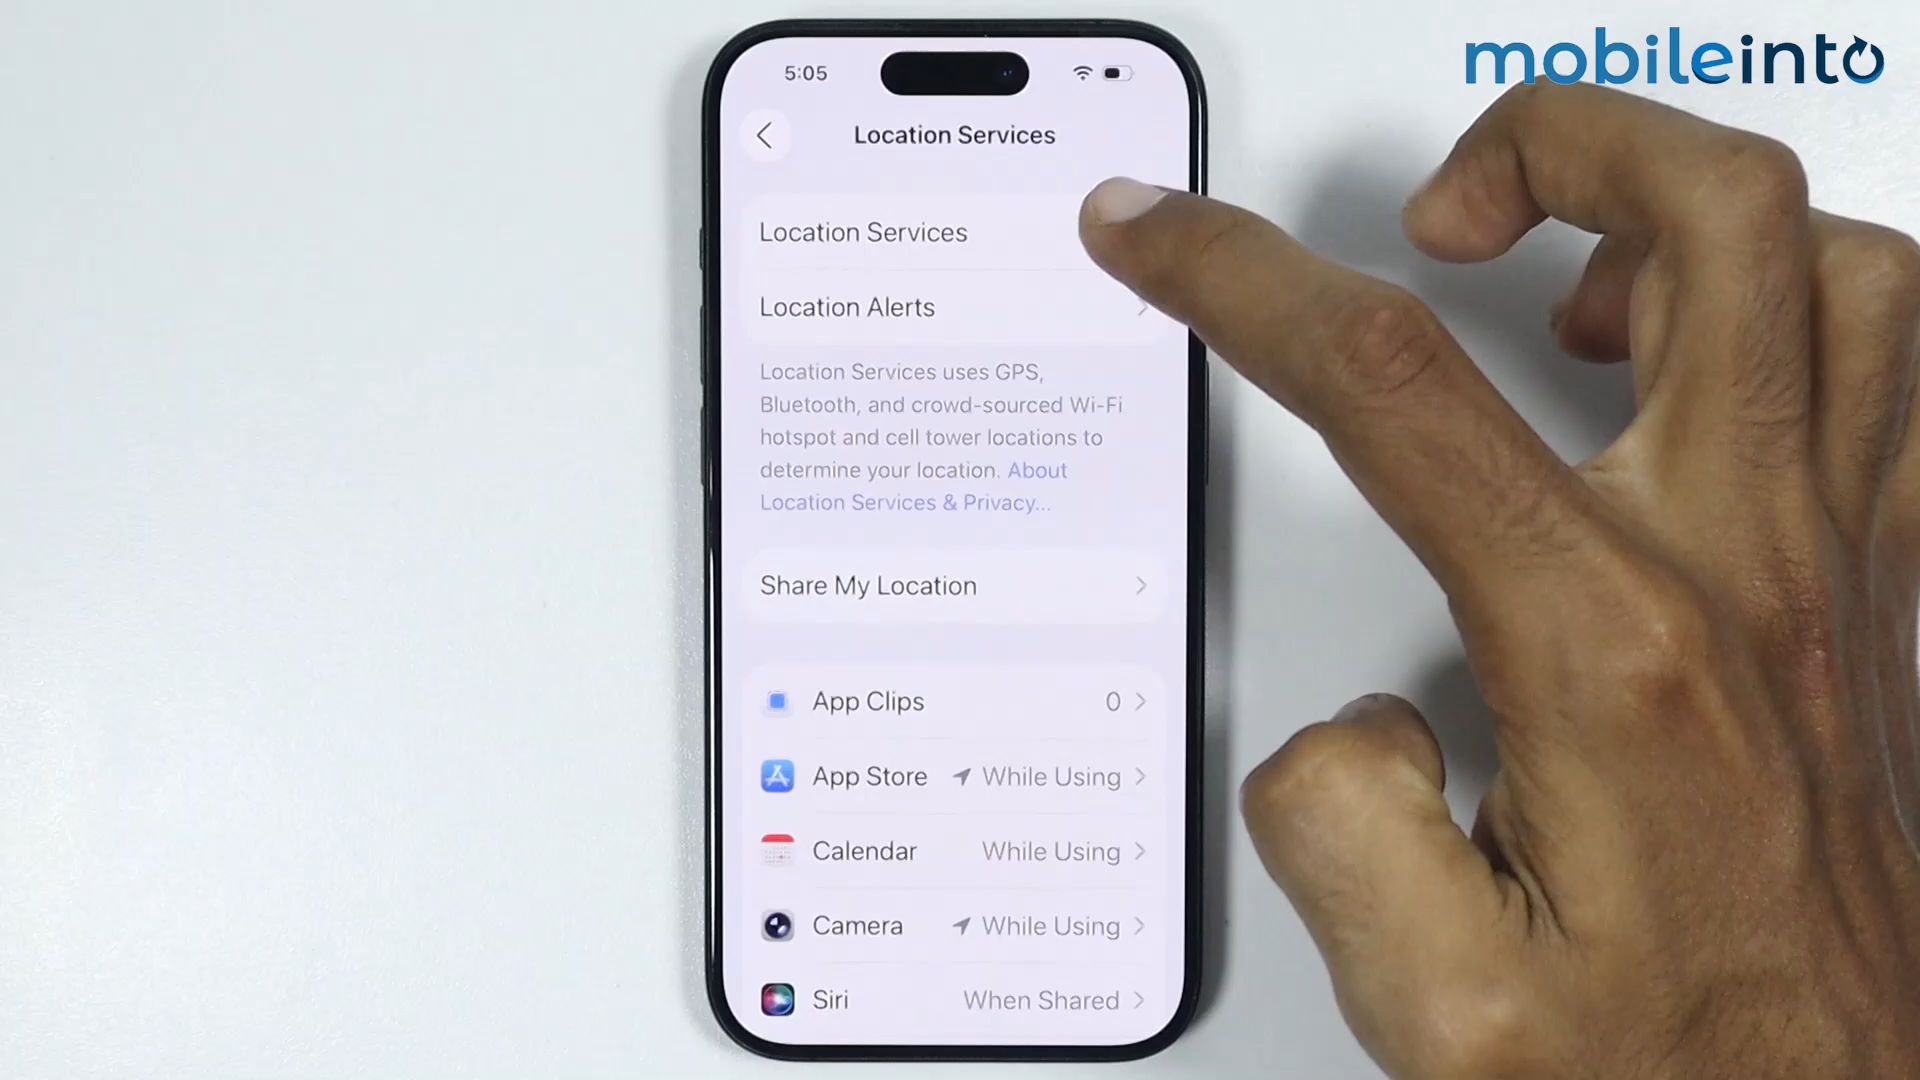 mobileinto
5:05
Location Services
Location Services
Location Alerts
Location Services uses GPS,
Bluetooth, and crowd-sourced Wi-Fi
hotspot and cell tower locations to
determine your location. About
Location Services & Privacy...
Share My Location
App Clips 0
App Store While Using
Calendar While Using
Camera While Using
Siri When Shared